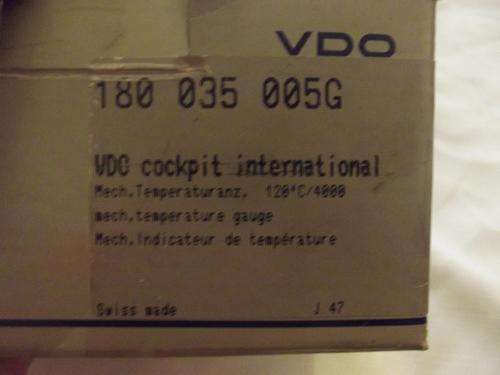 VDO
180 035 005G
VDO cockpit international
Mech.Temperaturanz. 120°C/4000
mech.temperature gauge
Mech.Indicateur de température
Swiss made J 47